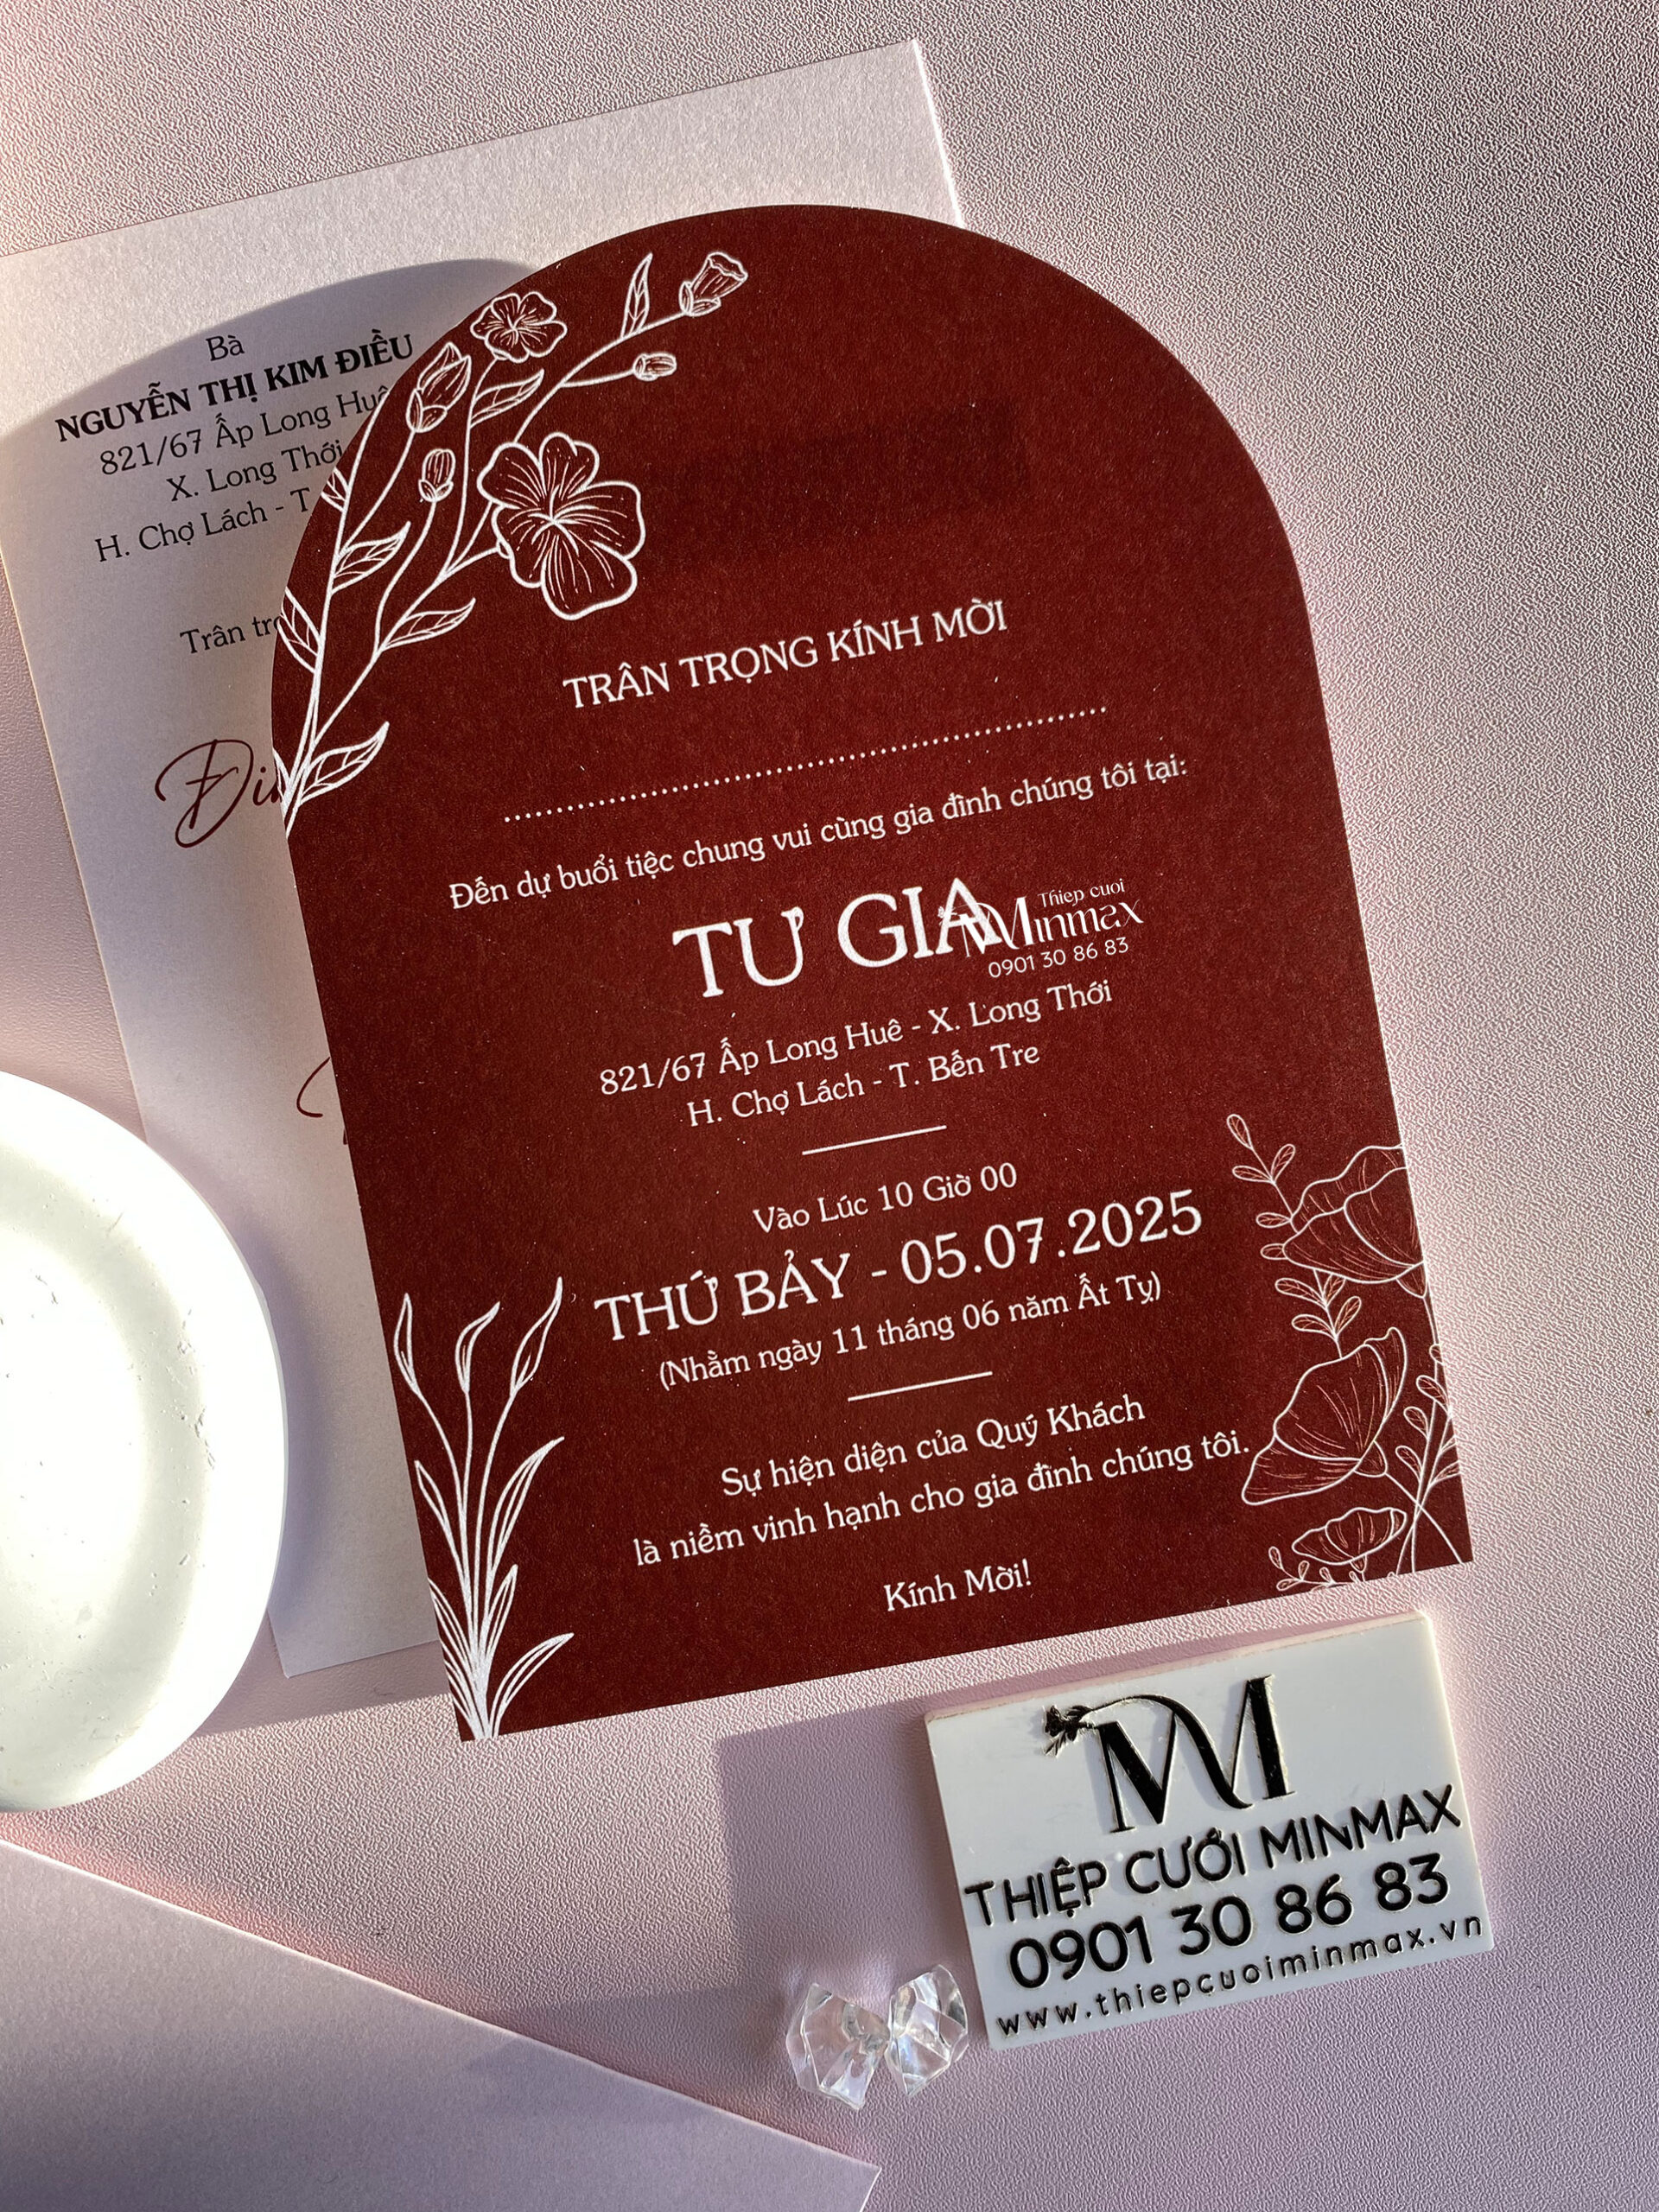 Bà
NGUYỄN THỊ KIM ĐIỀU
821/67 Ấp Long Huê
X. Long Thới
H. Chợ Lách - T
Trân
TRÂN TRỌNG KÍNH MỜI
Đến dự buổi tiệc chung vui cùng gia đình chúng tôi tại:
TƯ GIA
Thiep cuoi
Minmax
0901 30 86 83
821/67 Ấp Long Huê - X. Long Thới
H. Chợ Lách - T. Bến Tre
Vào Lúc 10 Giờ 00
THỨ BẢY - 05.07.2025
(Nhằm ngày 11 tháng 06 năm Ất Tỵ)
Sự hiện diện của Quý Khách
là niềm vinh hạnh cho gia đình chúng tôi.
Kính Mời!
M
THIỆP CƯỚI MINMAX
0901 30 86 83
www.thiepcuoiminmax.vn